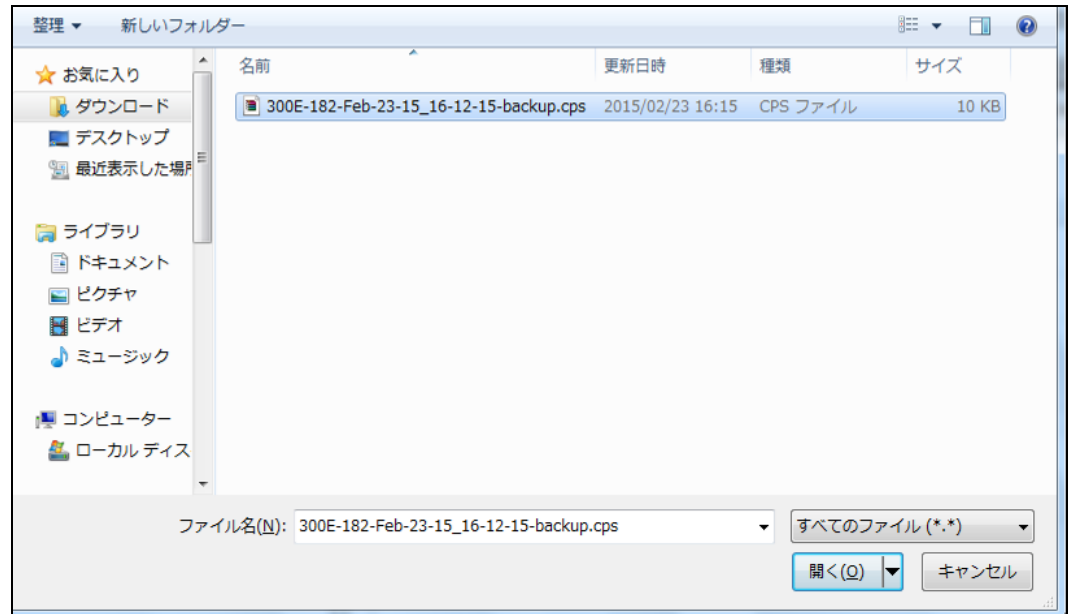 整理 ▼ 新しいフォルダー
お気に入り
ダウンロード
デスクトップ
最近表示した場所
ライブラリ
ドキュメント
ピクチャ
ビデオ
ミュージック
コンピューター
ローカル ディス
名前 更新日時 種類 サイズ
300E-182-Feb-23-15_16-12-15-backup.cps 2015/02/23 16:15 CPS ファイル 10 KB
ファイル名(N): 300E-182-Feb-23-15_16-12-15-backup.cps すべてのファイル (*.*)
開く(O) キャンセル